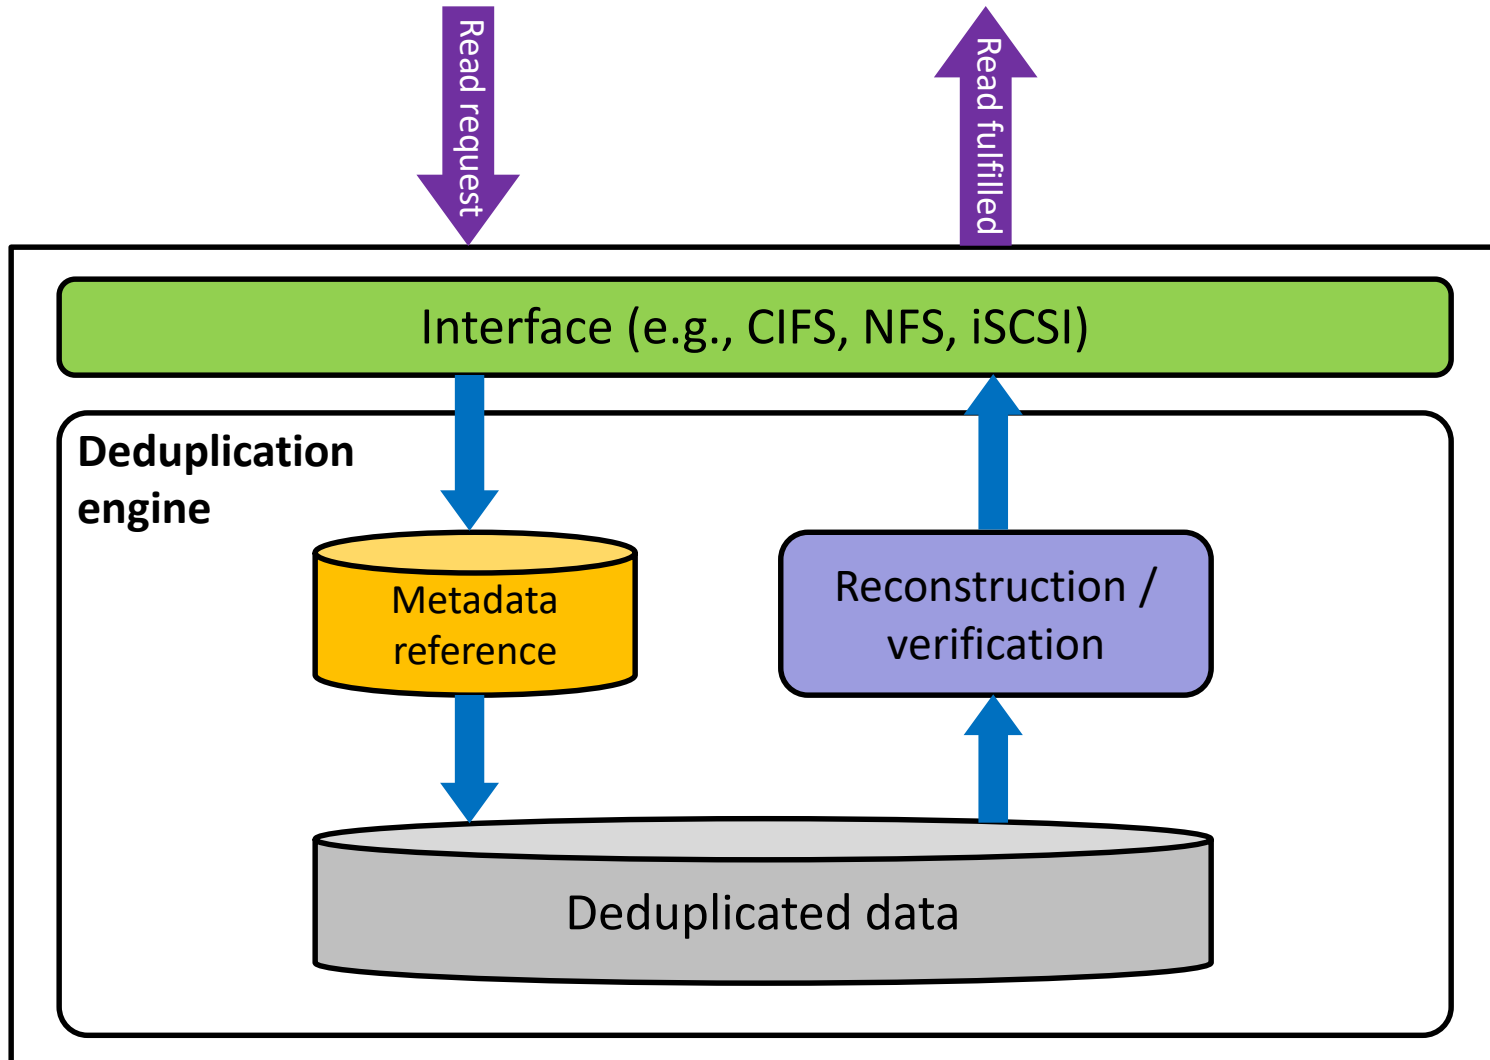 Read request
Read fulfilled
Interface (e.g., CIFS, NFS, iSCSI)
Deduplication
engine
Metadata
reference
Reconstruction /
verification
Deduplicated data